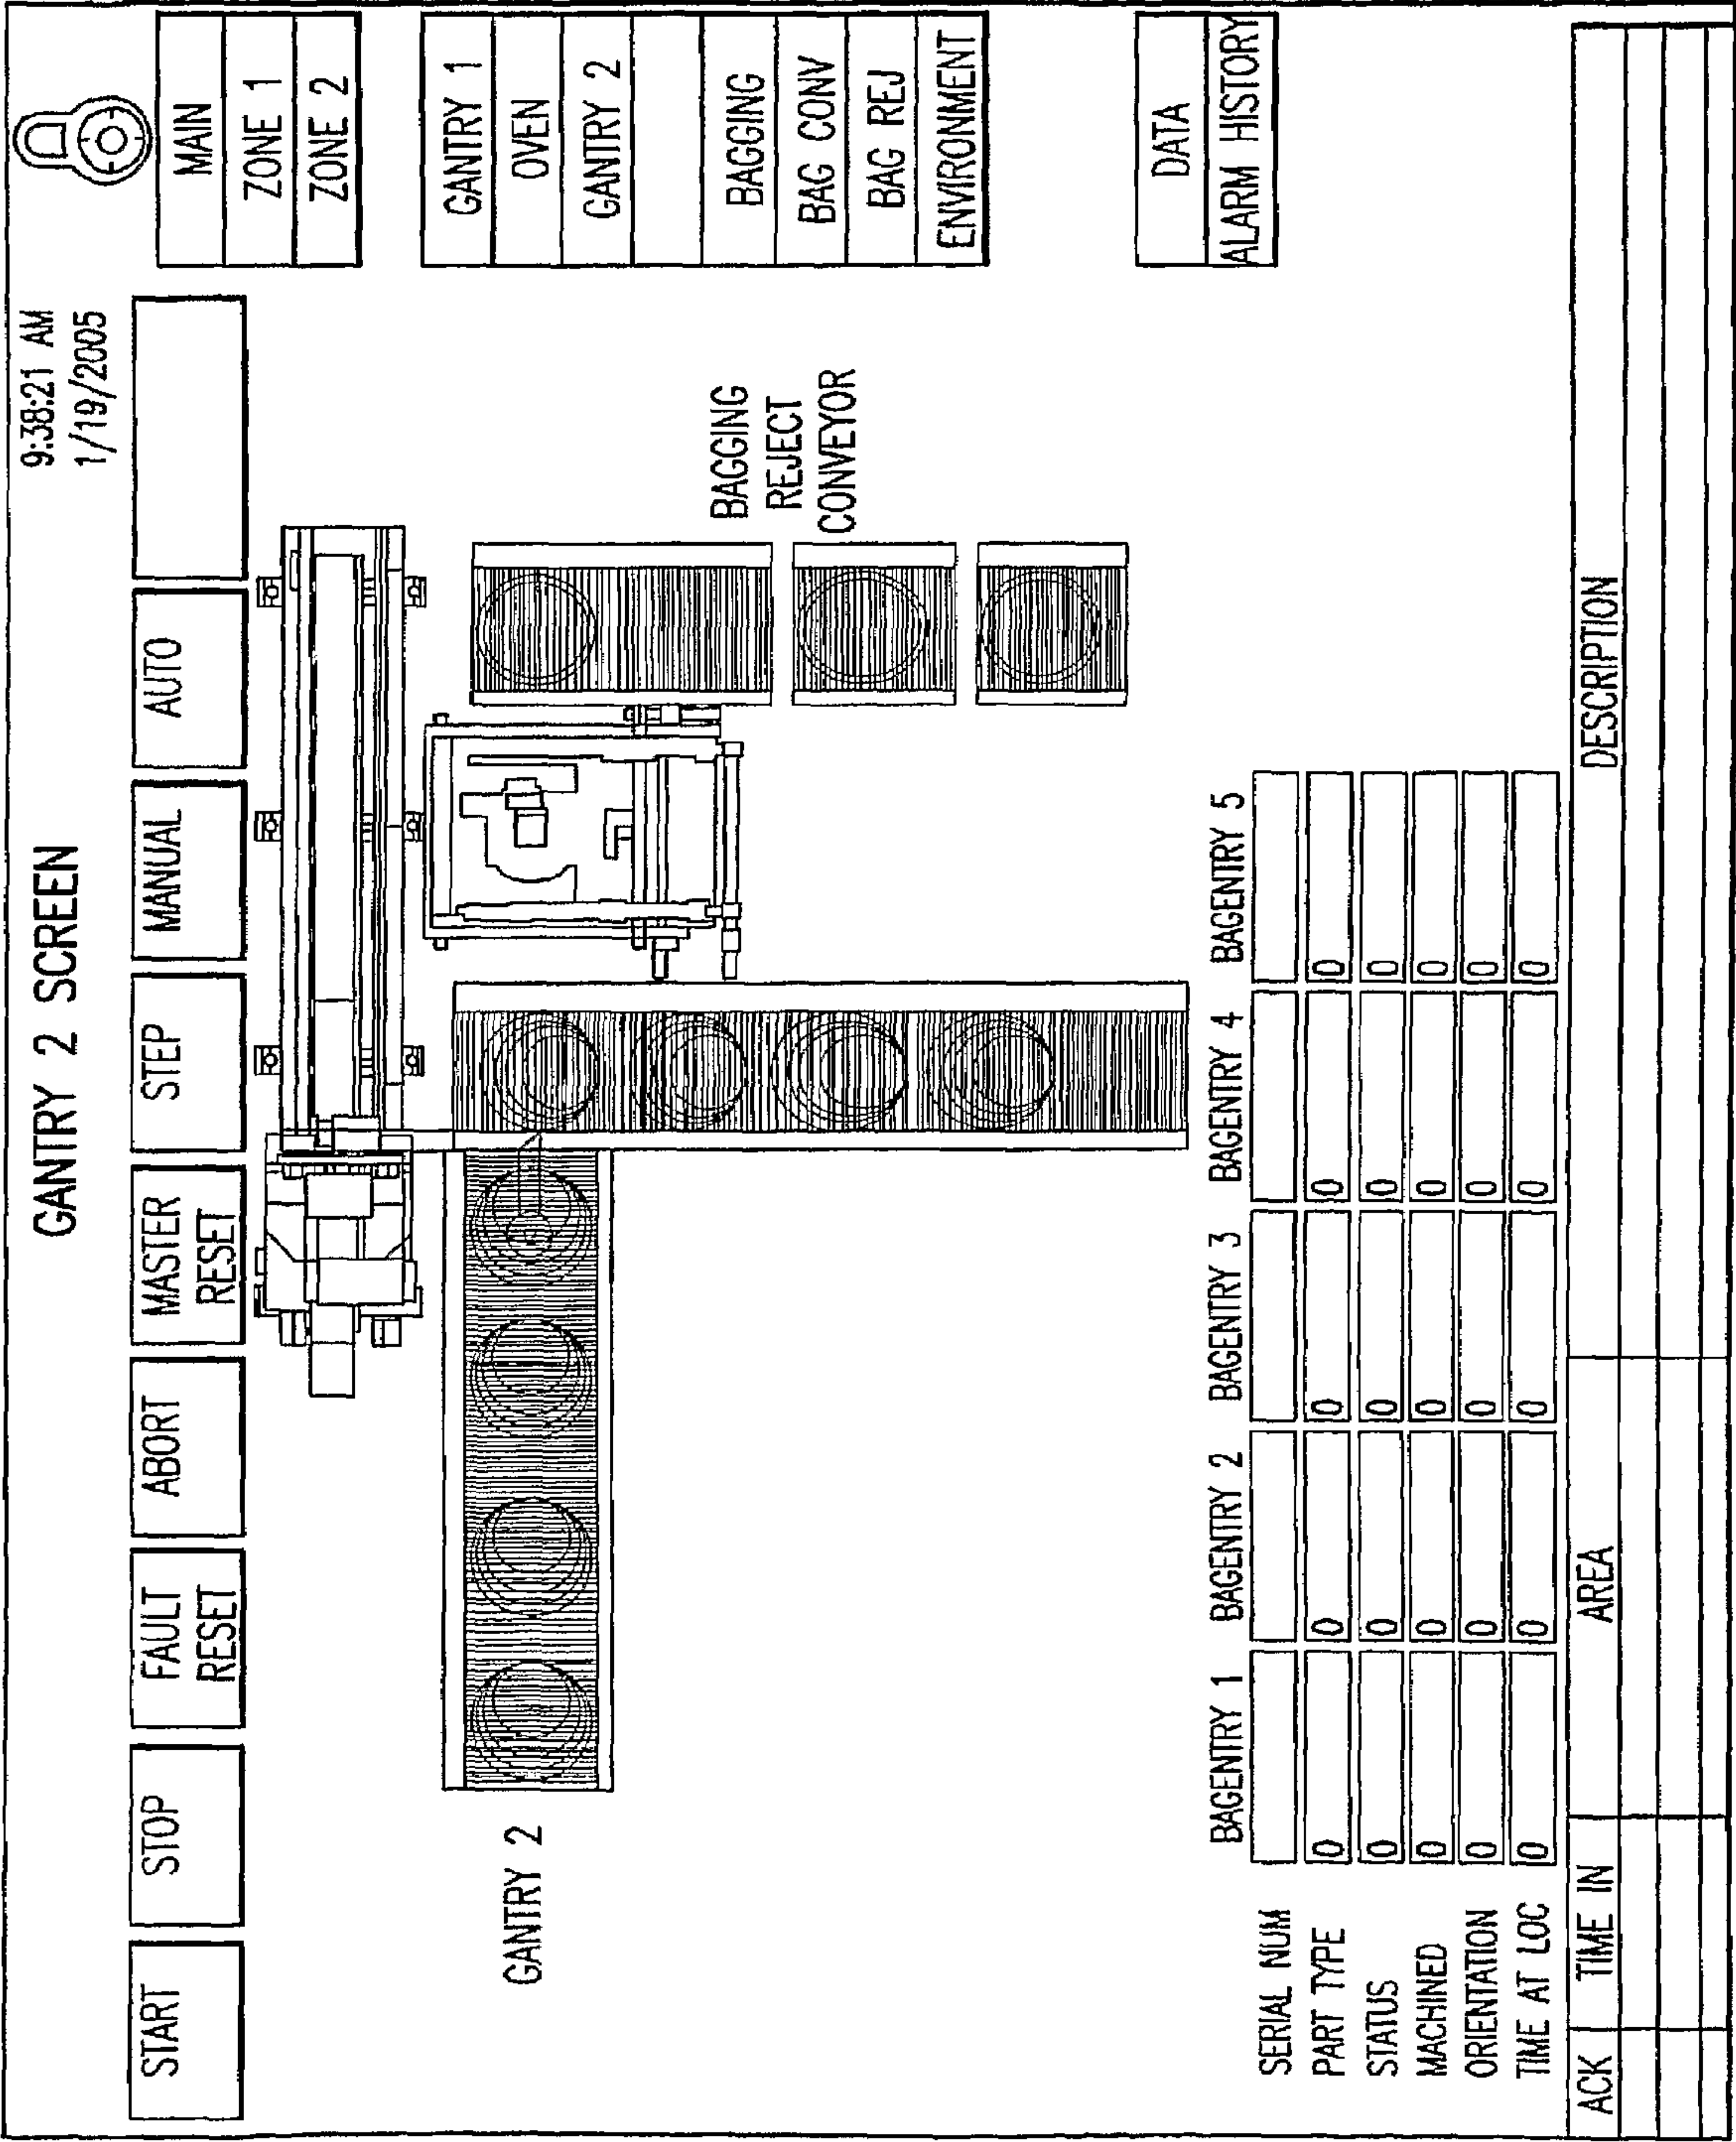 GANTRY 2 SCREEN
9:38:21 AM
1/19/2005
START
STOP
FAULT
RESET
ABORT
MASTER
RESET
STEP
MANUAL
AUTO
MAIN
ZONE 1
ZONE 2
GANTRY 1
OVEN
GANTRY 2
BAGGING
BAG CONV
BAG REJ
ENVIRONMENT
DATA
ALARM HISTORY
GANTRY 2
BAGGING
REJECT
CONVEYOR
BAGENTRY 1 BAGENTRY 2 BAGENTRY 3 BAGENTRY 4 BAGENTRY 5
SERIAL NUM
PART TYPE 0 0 0 0 0
STATUS 0 0 0 0 0
MACHINED 0 0 0 0 0
ORIENTATION 0 0 0 0 0
TIME AT LOC 0 0 0 0 0
ACK TIME IN AREA DESCRIPTION